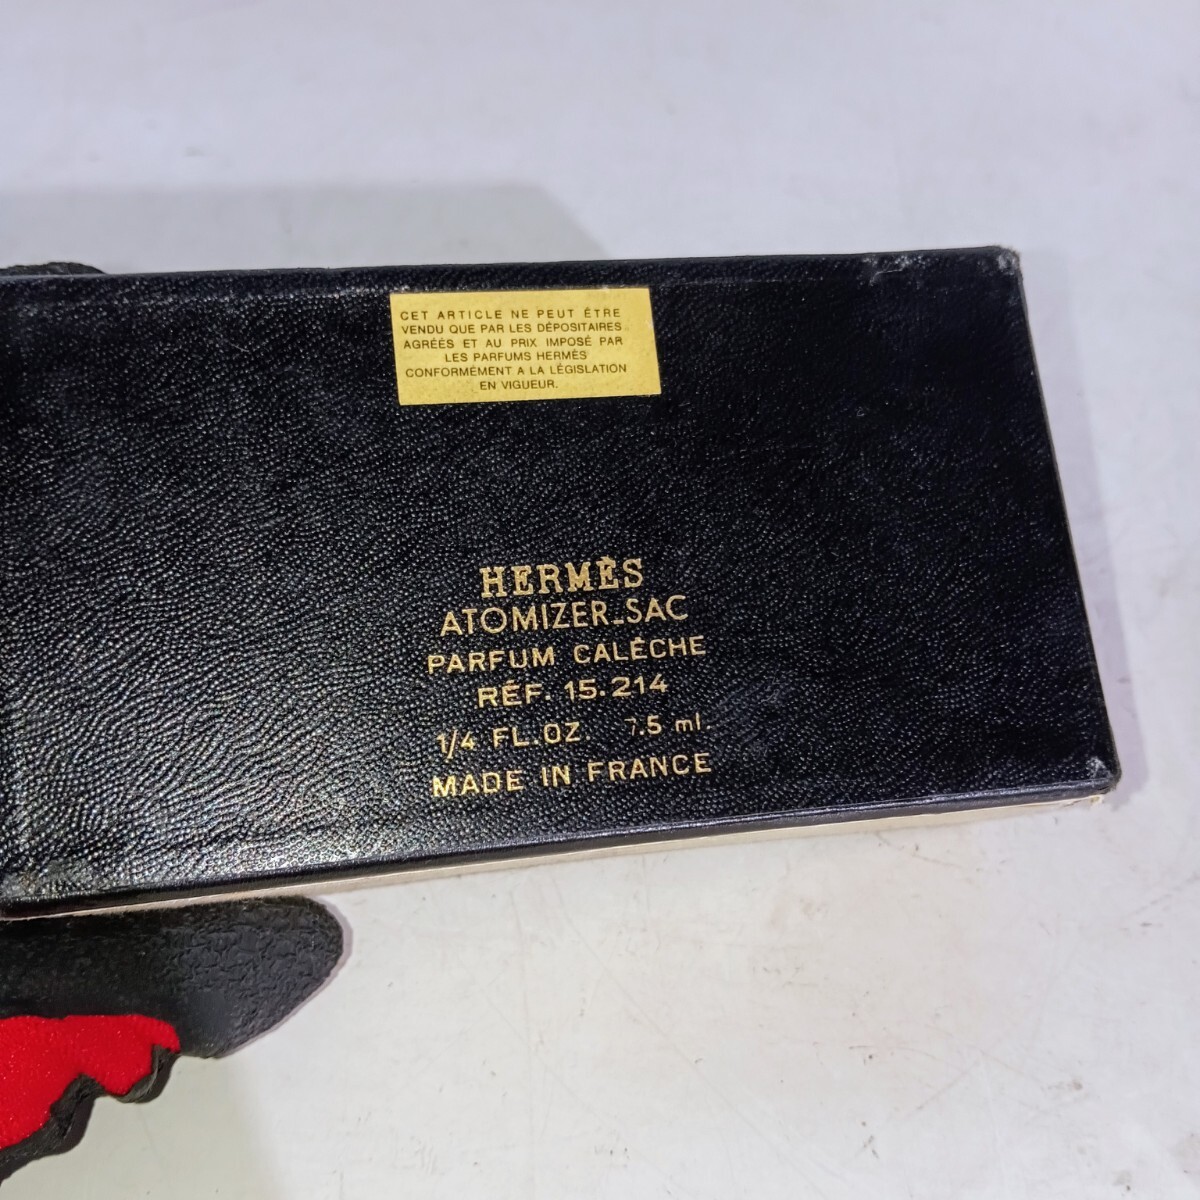 CET ARTICLE NE PEUT ÊTRE
VENDU QUE PAR LES DÉPOSITAIRES
AGRÉÉS ET AU PRIX IMPOSÉ PAR
LES PARFUMS HERMÈS
CONFORMÉMENT A LA LÉGISLATION
EN VIGUEUR.
HERMÈS
ATOMIZER_SAC
PARFUM CALÈCHE
RÉF. 15.214
1/4 FL.OZ 7.5 ml.
MADE IN FRANCE